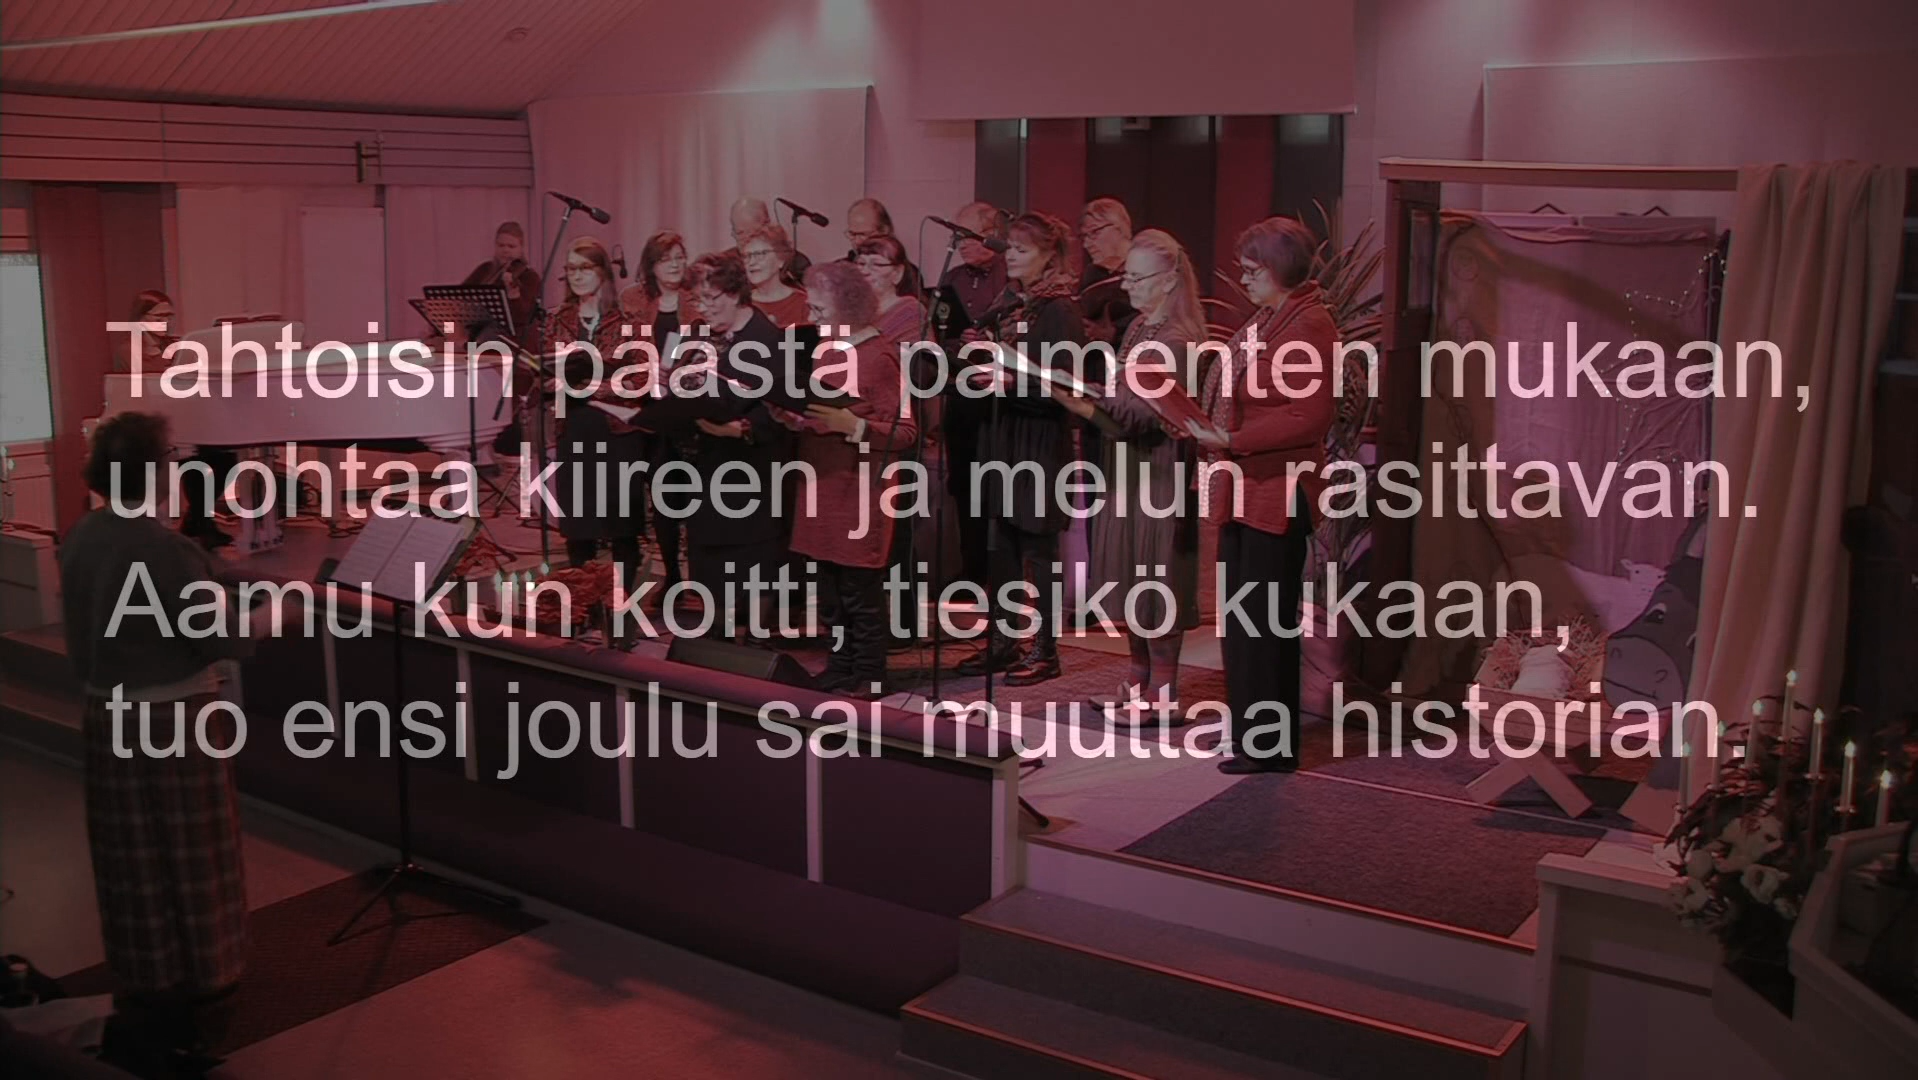 Tahtoisin päästä paimenten mukaan,
unohtaa kiireen ja melun rasittavan.
Aamu kun koitti, tiesikö kukaan,
tuo ensi joulu sai muuttaa historian.